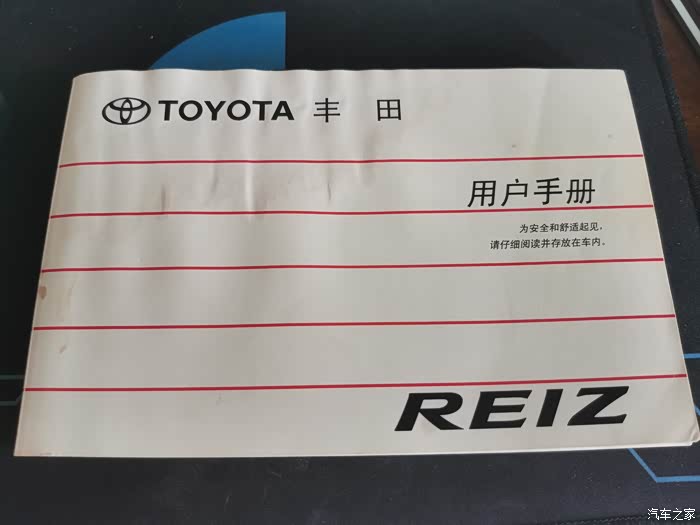 TOYOTA 丰 田
用户手册
为安全和舒适起见,
请仔细阅读并存放在车内。
REIZ
汽车之家